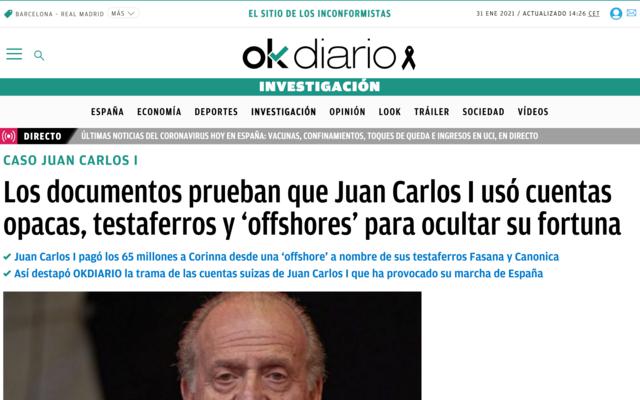 BARCELONA - REAL MADRID MÁS
EL SITIO DE LOS INCONFORMISTAS
31 ENE 2021 / ACTUALIZADO 14:26 CET
okdiario
INVESTIGACIÓN
ESPAÑA ECONOMÍA DEPORTES INVESTIGACIÓN OPINIÓN LOOK TRÁILER SOCIEDAD VÍDEOS
DIRECTO ÚLTIMAS NOTICIAS DEL CORONAVIRUS HOY EN ESPAÑA: VACUNAS, CONFINAMIENTOS, TOQUES DE QUEDA E INGRESOS EN UCI, EN DIRECTO
CASO JUAN CARLOS I
Los documentos prueban que Juan Carlos I usó cuentas
opacas, testaferros y ‘offshores’ para ocultar su fortuna
Juan Carlos I pagó los 65 millones a Corinna desde una ‘offshore’ a nombre de sus testaferros Fasana y Canonica
Así destapó OKDIARIO la trama de las cuentas suizas de Juan Carlos I que ha provocado su marcha de España